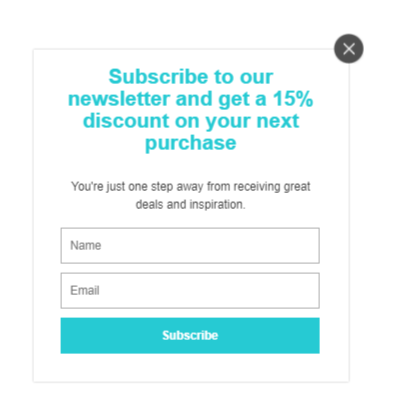 Subscribe to our
newsletter and get a 15%
discount on your next
purchase
You're just one step away from receiving great
deals and inspiration.
Name
Email
Subscribe